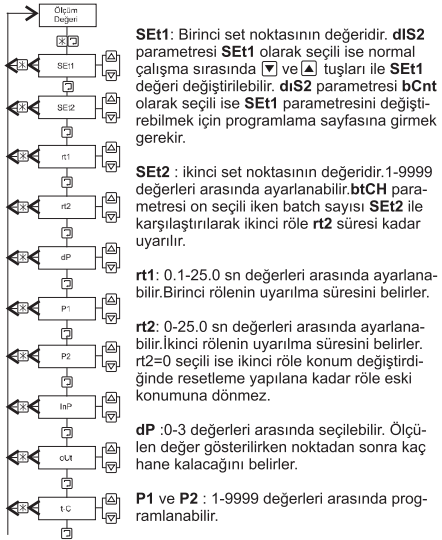 Ölçüm
Değeri
SEt1
SEt2
rt1
rt2
dP
P1
P2
InP
oUt
t-C
SEt1: Birinci set noktasının değeridir. dIS2
parametresi SEt1 olarak seçili ise normal
çalışma sırasında ▼ ve ▲ tuşları ile SEt1
değeri değiştirilebilir. dıS2 parametresi bCnt
olarak seçili ise SEt1 parametresini değişti-
rebilmek için programlama sayfasına girmek
gerekir.
SEt2 : ikinci set noktasının değeridir.1-9999
değerleri arasında ayarlanabilir.btCH para-
metresi on seçili iken batch sayısı SEt2 ile
karşılaştırılarak ikinci röle rt2 süresi kadar
uyarılır.
rt1: 0.1-25.0 sn değerleri arasında ayarlana-
bilir.Birinci rölenin uyarılma süresini belirler.
rt2: 0-25.0 sn değerleri arasında ayarlana-
bilir.İkinci rölenin uyarılma süresini belirler.
rt2=0 seçili ise ikinci röle konum değiştirdi-
ğinde resetleme yapılana kadar röle eski
konumuna dönmez.
dP :0-3 değerleri arasında seçilebilir. Ölçü-
len değer gösterilirken noktadan sonra kaç
hane kalacağını belirler.
P1 ve P2 : 1-9999 değerleri arasında prog-
ramlanabilir.